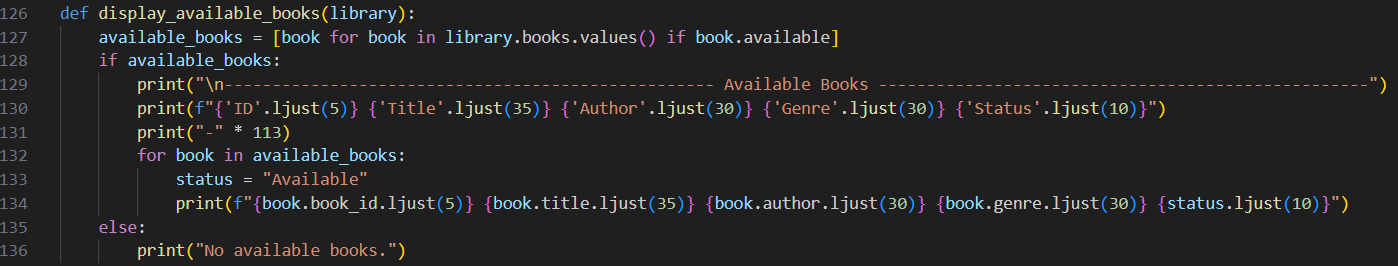 126 def display_available_books(library):
127 available_books = [book for book in library.books.values() if book.available]
128 if available_books:
129 print("\n--------------------------------------------------- Available Books ---------------------------------------------------")
130 print(f"{'ID'.ljust(5)} {'Title'.ljust(35)} {'Author'.ljust(30)} {'Genre'.ljust(30)} {'Status'.ljust(10)}")
131 print("-" * 113)
132 for book in available_books:
133 status = "Available"
134 print(f"{book.book_id.ljust(5)} {book.title.ljust(35)} {book.author.ljust(30)} {book.genre.ljust(30)} {status.ljust(10)}")
135 else:
136 print("No available books.")